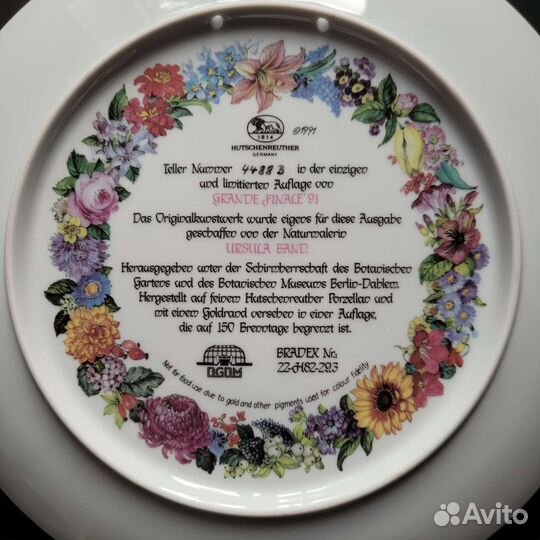 1814
©1991
HUTSCHENREUTHER
GERMANY
Teller Nummer 4488 B in der einzigen
und limitierten Auflage von
GRANDE FINALE '91
Das Originalkunstwerk wurde eigens für diese Ausgabe
geschaffen von der Naturmalerin
URSULA BAND.
Herausgegeben unter der Schirmherrschaft des Botanischen
Gartens und des Botanischen Museums Berlin-Dahlem.
Hergestellt auf feinem Hutschenreuther Porzellan und
mit einem Goldrand versehen in einer Auflage,
die auf 150 Brenntage begrenzt ist.
BGBM
BRADEX Nr.:
22-H82-29.3
Not for food use due to gold and other pigments used for colour fidelity
Avito